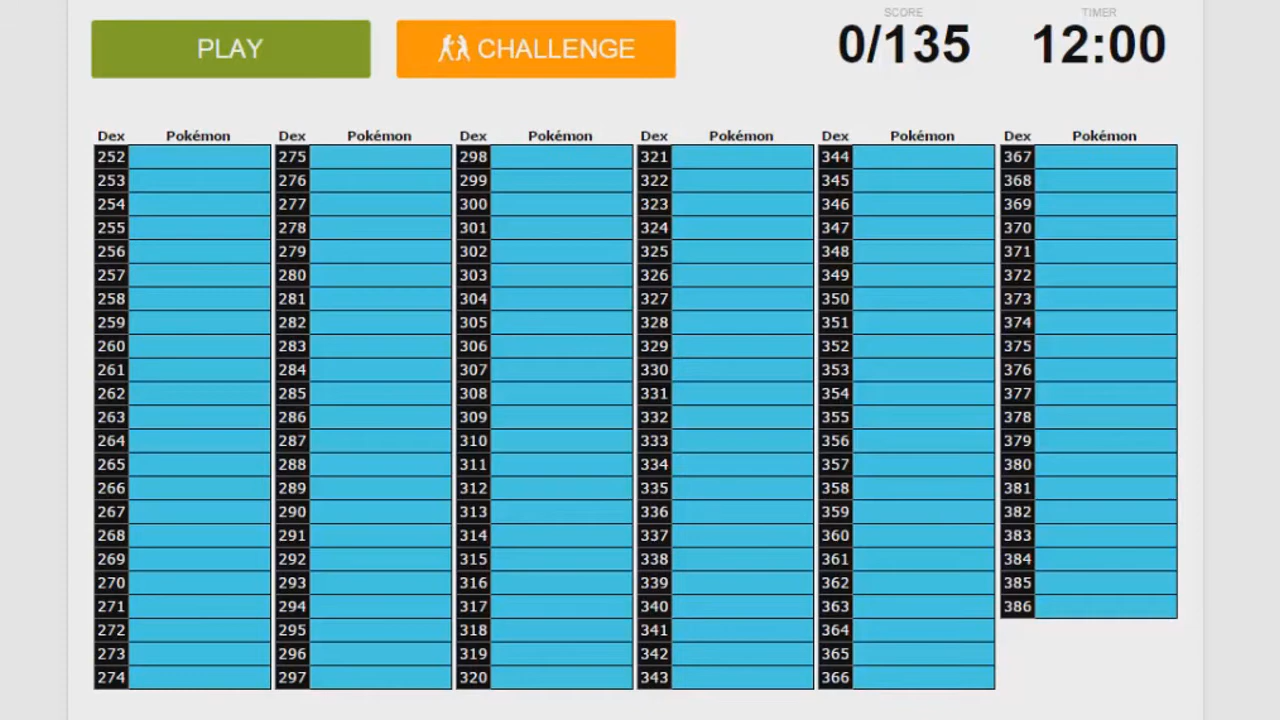 SCORE TIMER
PLAY CHALLENGE 0/135 12:00
Dex Pokémon Dex Pokémon Dex Pokémon Dex Pokémon Dex Pokémon Dex Pokémon
252 275 298 321 344 367
253 276 299 322 345 368
254 277 300 323 346 369
255 278 301 324 347 370
256 279 302 325 348 371
257 280 303 326 349 372
258 281 304 327 350 373
259 282 305 328 351 374
260 283 306 329 352 375
261 284 307 330 353 376
262 285 308 331 354 377
263 286 309 332 355 378
264 287 310 333 356 379
265 288 311 334 357 380
266 289 312 335 358 381
267 290 313 336 359 382
268 291 314 337 360 383
269 292 315 338 361 384
270 293 316 339 362 385
271 294 317 340 363 386
272 295 318 341 364
273 296 319 342 365
274 297 320 343 366